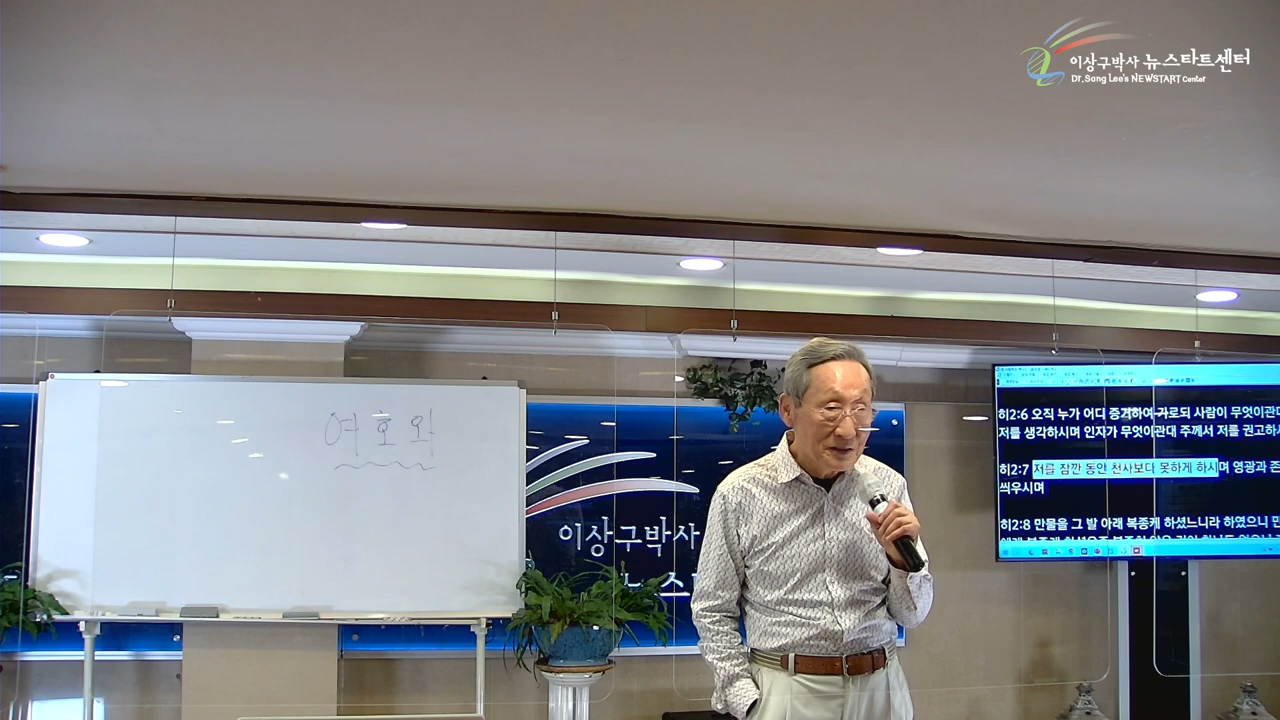 이상구박사 뉴스타트센터
Dr. Sang Lee's NEWSTART Center
여호와
이상구박사
히2:6 오직 누가 어디 증거하여 가로되 사람이 무엇이관대
저를 생각하시며 인자가 무엇이관대 주께서 저를 권고하시
히2:7 저를 잠깐 동안 천사보다 못하게 하시며 영광과 존
씌우시며
히2:8 만물을 그 발 아래 복종케 하셨느니라 하였으니 만